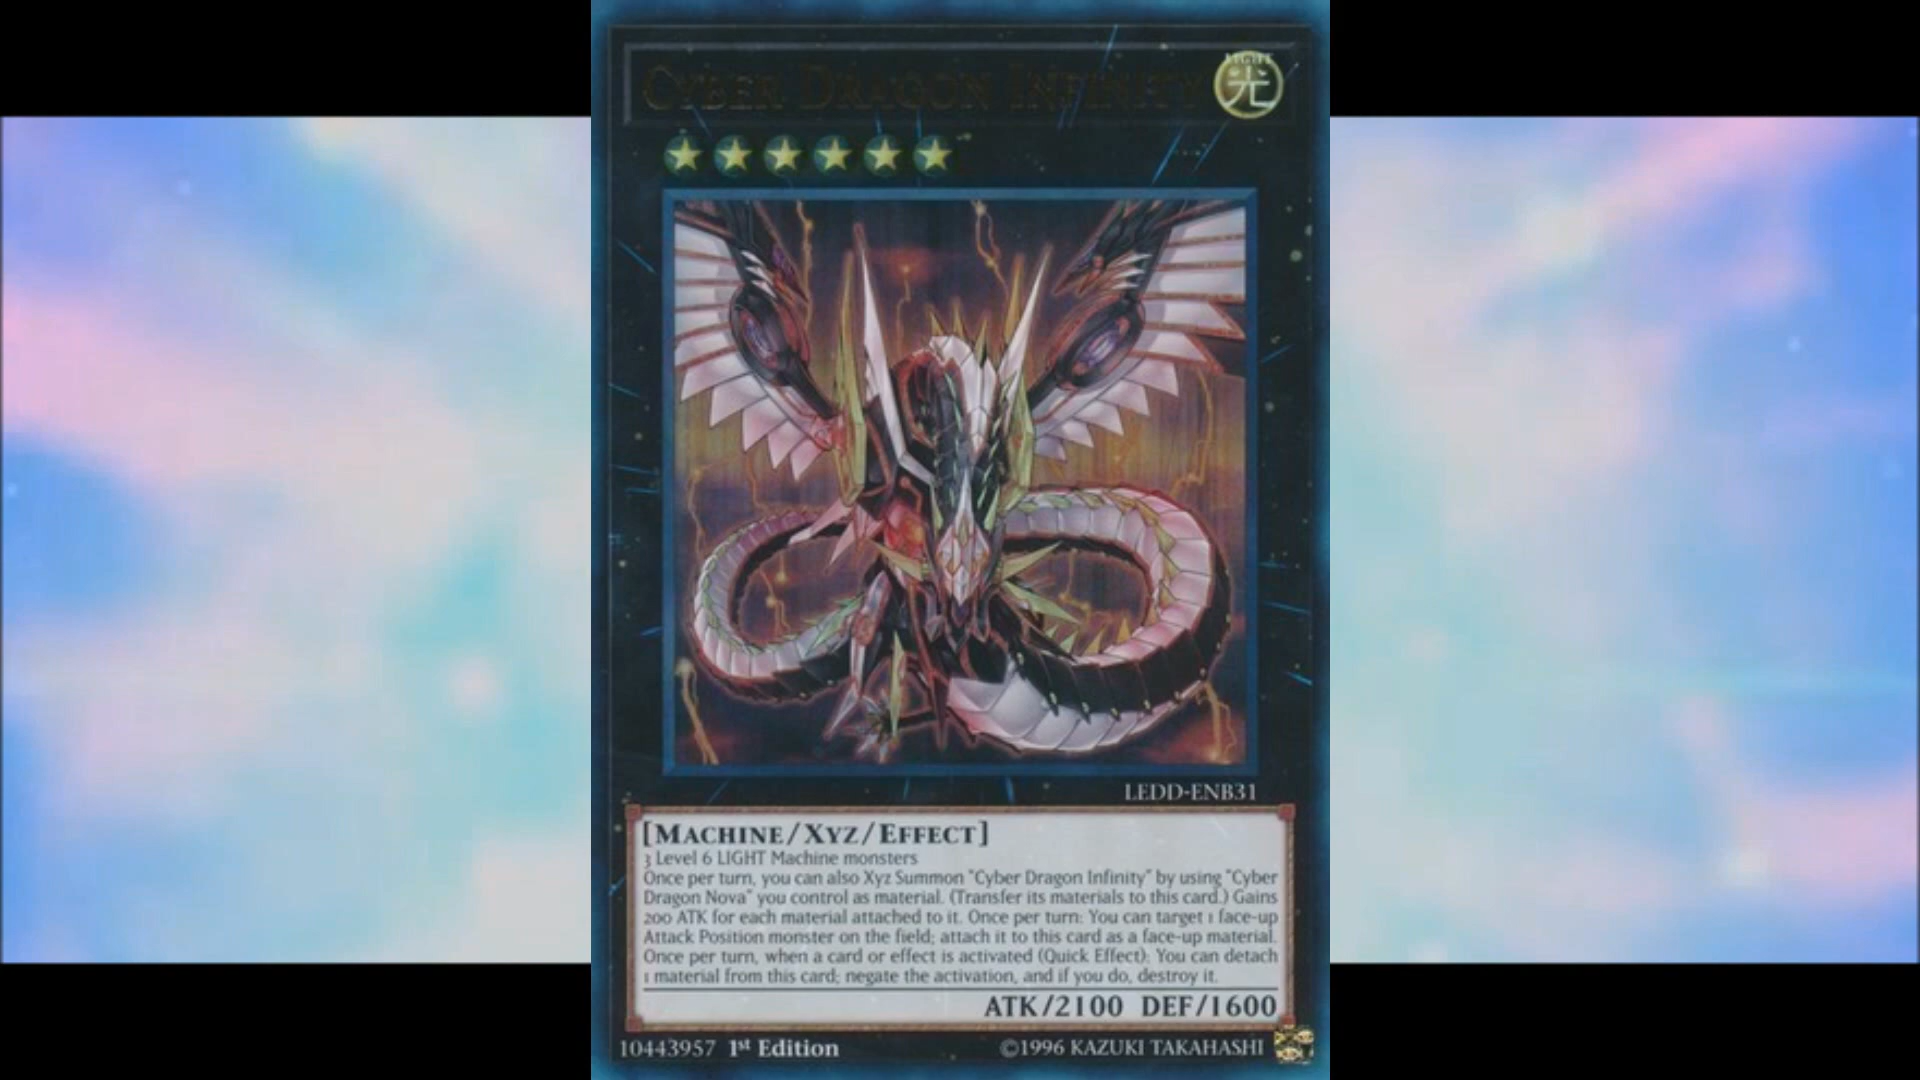 Cyber Dragon Infinity
LIGHT
光
LEDD-ENB31
[Machine/Xyz/Effect]
3 Level 6 LIGHT Machine monsters
Once per turn, you can also Xyz Summon "Cyber Dragon Infinity" by using "Cyber
Dragon Nova" you control as material. (Transfer its materials to this card.) Gains
200 ATK for each material attached to it. Once per turn: You can target 1 face-up
Attack Position monster on the field; attach it to this card as a face-up material.
Once per turn, when a card or effect is activated (Quick Effect): You can detach
1 material from this card; negate the activation, and if you do, destroy it.
ATK/2100 DEF/1600
10443957 1st Edition
©1996 KAZUKI TAKAHASHI